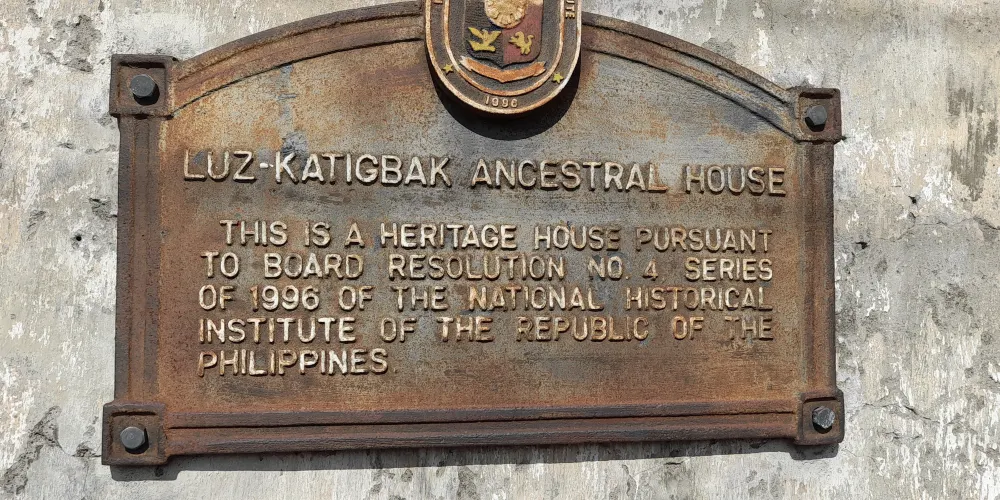 1996
LUZ-KATIGBAK ANCESTRAL HOUSE
THIS IS A HERITAGE HOUSE PURSUANT
TO BOARD RESOLUTION NO. 4 SERIES
OF 1996 OF THE NATIONAL HISTORICAL
INSTITUTE OF THE REPUBLIC OF THE
PHILIPPINES.